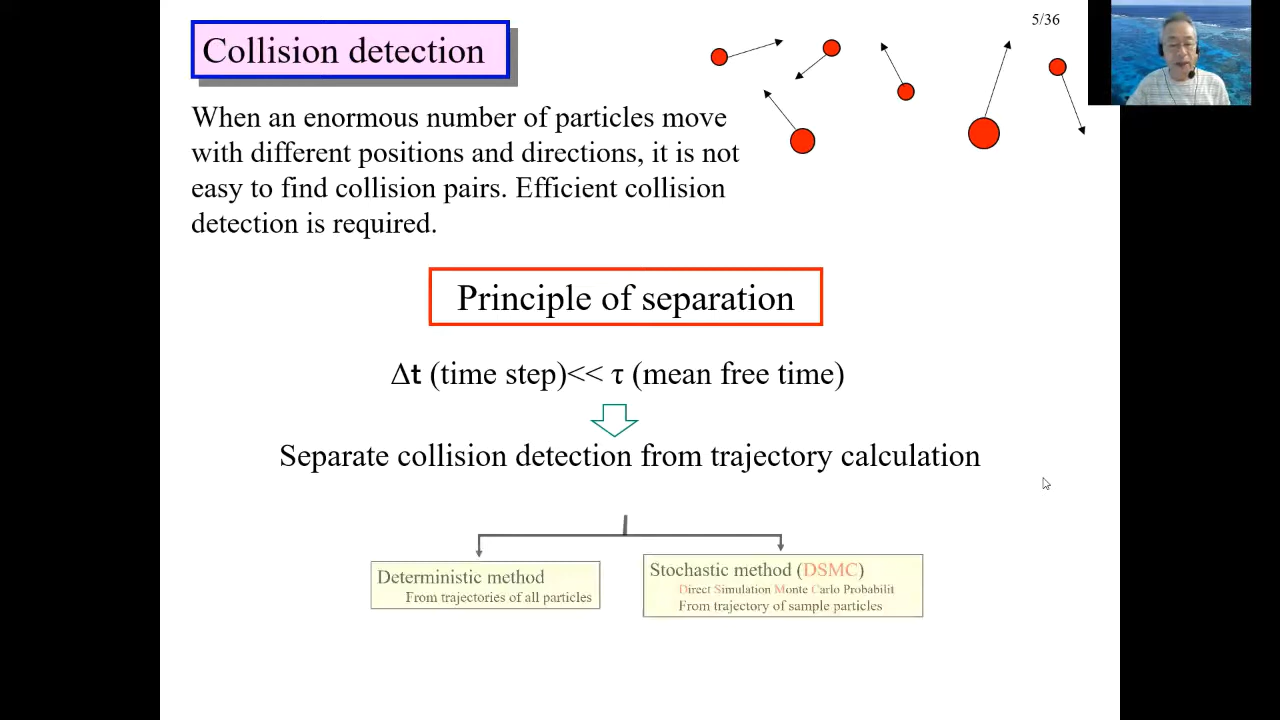 5/36
Collision detection
When an enormous number of particles move
with different positions and directions, it is not
easy to find collision pairs. Efficient collision
detection is required.
Principle of separation
Δt (time step)<< τ (mean free time)
Separate collision detection from trajectory calculation
Deterministic method
From trajectories of all particles
Stochastic method (DSMC)
Direct Simulation Monte Carlo Probabilit
From trajectory of sample particles